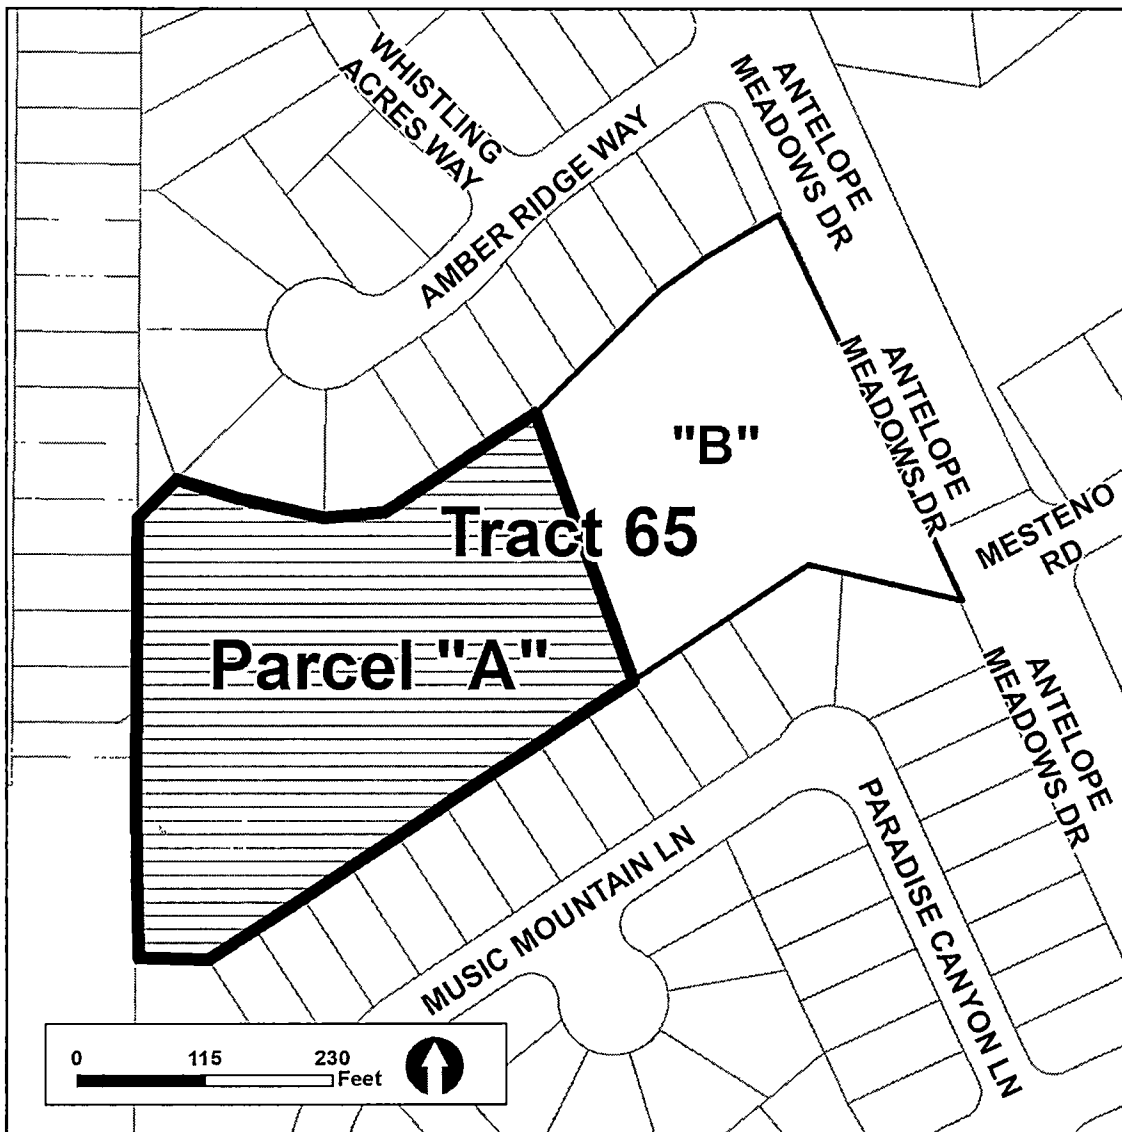 WHISTLING
ACRES WAY
ANTELOPE
MEADOWS DR
AMBER RIDGE WAY
ANTELOPE
MEADOWS DR
"B"
MESTENO
RD
Tract 65
Parcel "A"
ANTELOPE
MEADOWS DR
PARADISE CANYON LN
MUSIC MOUNTAIN LN
0 115 230
Feet